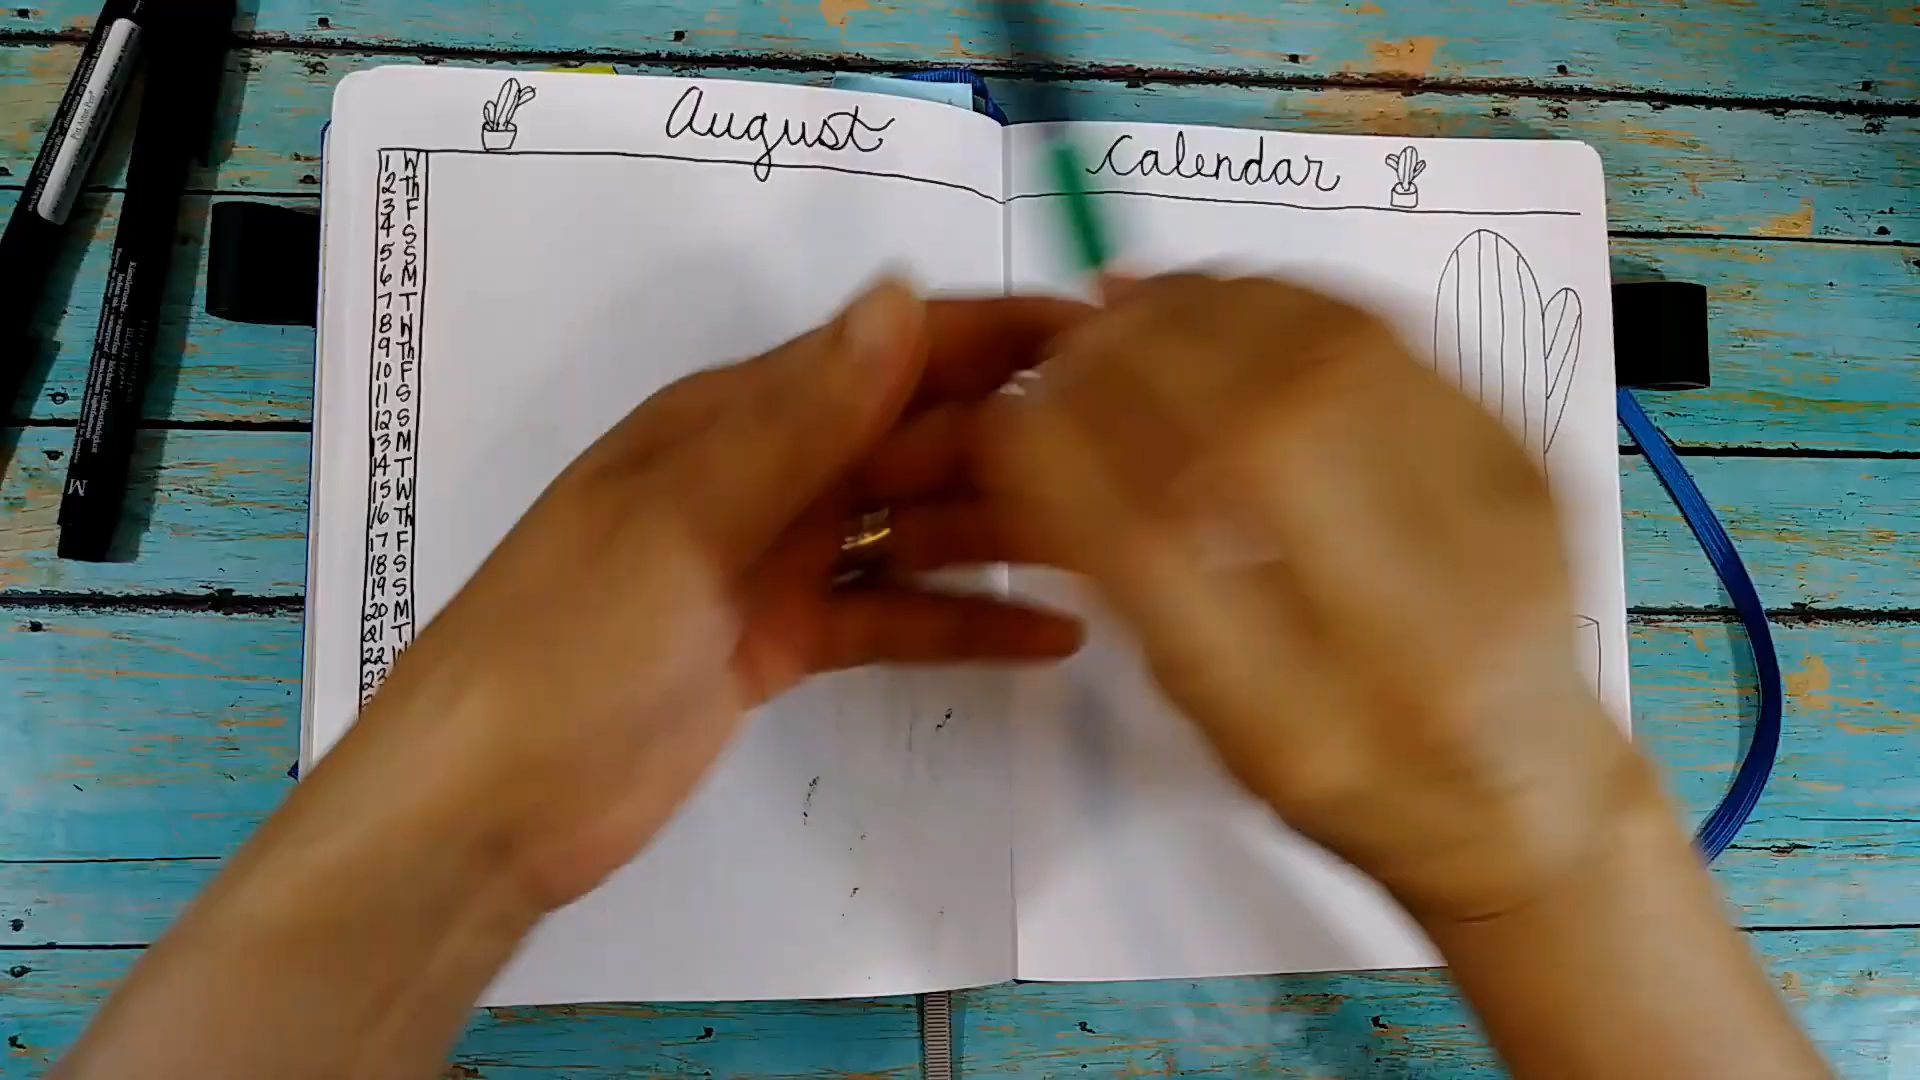 August
Calendar
1 W
2 Th
3 F
4 S
5 S
6 M
7 T
8 W
9 Th
10 F
11 S
12 S
13 M
14 T
15 W
16 Th
17 F
18 S
19 S
20 M
21 T
22 W
23
M